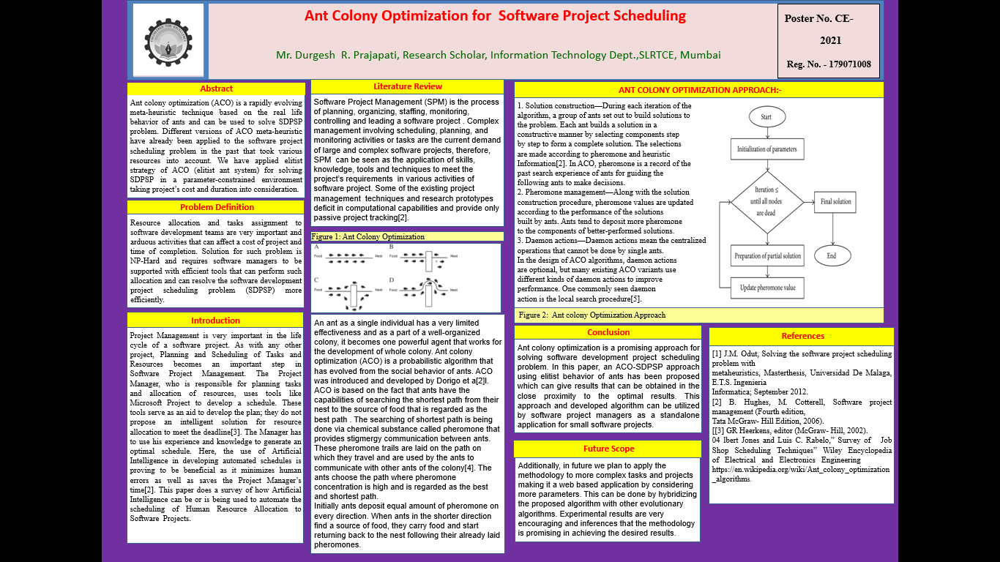 Ant Colony Optimization for Software Project Scheduling
Mr. Durgesh R. Prajapati, Research Scholar, Information Technology Dept.,SLRTCE, Mumbai
Poster No. CE-
2021
Reg. No. - 179071008
Abstract
Ant colony optimization (ACO) is a rapidly evolving
meta-heuristic technique based on the real life
behavior of ants and can be used to solve SDPSP
problem. Different versions of ACO meta-heuristic
have already been applied to the software project
scheduling problem in the past that took various
resources into account. We have applied elitist
strategy of ACO (elitist ant system) for solving
SDPSP in a parameter-constrained environment
taking project's cost and duration into consideration.
Problem Definition
Resource allocation and tasks assignment to
software development teams are very important and
arduous activities that can affect a cost of project and
time of completion. Solution for such problem is
NP-Hard and requires software managers to be
supported with efficient tools that can perform such
allocation and can resolve the software development
project scheduling problem (SDPSP) more
efficiently.
Introduction
Project Management is very important in the life
cycle of a software project. As with any other
project, Planning and Scheduling of Tasks and
Resources becomes an important step in
Software Project Management. The Project
Manager, who is responsible for planning tasks
and allocation of resources, uses tools like
Microsoft Project to develop a schedule. These
tools serve as an aid to develop the plan; they do not
propose an intelligent solution for resource
allocation to meet the deadline[3]. The Manager has
to use his experience and knowledge to generate an
optimal schedule. Here, the use of Artificial
Intelligence in developing automated schedules is
proving to be beneficial as it minimizes human
errors as well as saves the Project Manager's
time[2]. This paper does a survey of how Artificial
Intelligence can be or is being used to automate the
scheduling of Human Resource Allocation to
Software Projects.
Literature Review
Software Project Management (SPM) is the process
of planning, organizing, staffing, monitoring,
controlling and leading a software project . Complex
management involving scheduling, planning, and
monitoring activities or tasks are the current demand
of large and complex software projects, therefore,
SPM can be seen as the application of skills,
knowledge, tools and techniques to meet the
project's requirements in various activities of
software project. Some of the existing project
management techniques and research prototypes
deficit in computational capabilities and provide only
passive project tracking[2].
Figure 1: Ant Colony Optimization
A
Food Nest
B
Food Nest
C
Food Nest
D
Food Nest
An ant as a single individual has a very limited
effectiveness and as a part of a well-organized
colony, it becomes one powerful agent that works for
the development of whole colony. Ant colony
optimization (ACO) is a probabilistic algorithm that
has evolved from the social behavior of ants. ACO
was introduced and developed by Dorigo et a[2]l.
ACO is based on the fact that ants have the
capabilities of searching the shortest path from their
nest to the source of food that is regarded as the
best path . The searching of shortest path is being
done via chemical substance called pheromone that
provides stigmergy communication between ants.
These pheromone trails are laid on the path on
which they travel and are used by the ants to
communicate with other ants of the colony[4]. The
ants choose the path where pheromone
concentration is high and is regarded as the best
and shortest path.
Initially ants deposit equal amount of pheromone on
every direction. When ants in the shorter direction
find a source of food, they carry food and start
returning back to the nest following their already laid
pheromones.
ANT COLONY OPTIMIZATION APPROACH:-
1. Solution construction—During each iteration of the
algorithm, a group of ants set out to build solutions to
the problem. Each ant builds a solution in a
constructive manner by selecting components step
by step to form a complete solution. The selections
are made according to pheromone and heuristic
Information[2]. In ACO, pheromone is a record of the
past search experience of ants for guiding the
following ants to make decisions.
2. Pheromone management—Along with the solution
construction procedure, pheromone values are updated
according to the performance of the solutions
built by ants. Ants tend to deposit more pheromone
to the components of better-performed solutions.
3. Daemon actions—Daemon actions mean the centralized
operations that cannot be done by single ants.
In the design of ACO algorithms, daemon actions
are optional, but many existing ACO variants use
different kinds of daemon actions to improve
performance. One commonly seen daemon
action is the local search procedure[5].
Start
Initialization of parameters
Iteration ≤
until all nodes
are dead
Final solution
Preparation of partial solution
End
Update pheromone value
Figure 2: Ant colony Optimization Approach
Conclusion
Ant colony optimization is a promising approach for
solving software development project scheduling
problem. In this paper, an ACO-SDPSP approach
using elitist behavior of ants has been proposed
which can give results that can be obtained in the
close proximity to the optimal results. This
approach and developed algorithm can be utilized
by software project managers as a standalone
application for small software projects.
Future Scope
Additionally, in future we plan to apply the
methodology to more complex tasks and projects
making it a web based application by considering
more parameters. This can be done by hybridizing
the proposed algorithm with other evolutionary
algorithms. Experimental results are very
encouraging and inferences that the methodology
is promising in achieving the desired results.
References
[1] J.M. Odut, Solving the software project scheduling
problem with
metaheuristics, Masterthesis, Universidad De Malaga,
E.T.S. Ingenieria
Informatica; September 2012.
[2] B. Hughes, M. Cotterell, Software project
management (Fourth edition,
Tata McGraw- Hill Edition, 2006).
[[3] GR Heerkens, editor (McGraw- Hill, 2002).
04 lbert Jones and Luis C. Rabelo,” Survey of Job
Shop Scheduling Techniques” Wiley Encyclopedia
of Electrical and Electronics Engineering
https://en.wikipedia.org/wiki/Ant_colony_optimization
_algorithms.